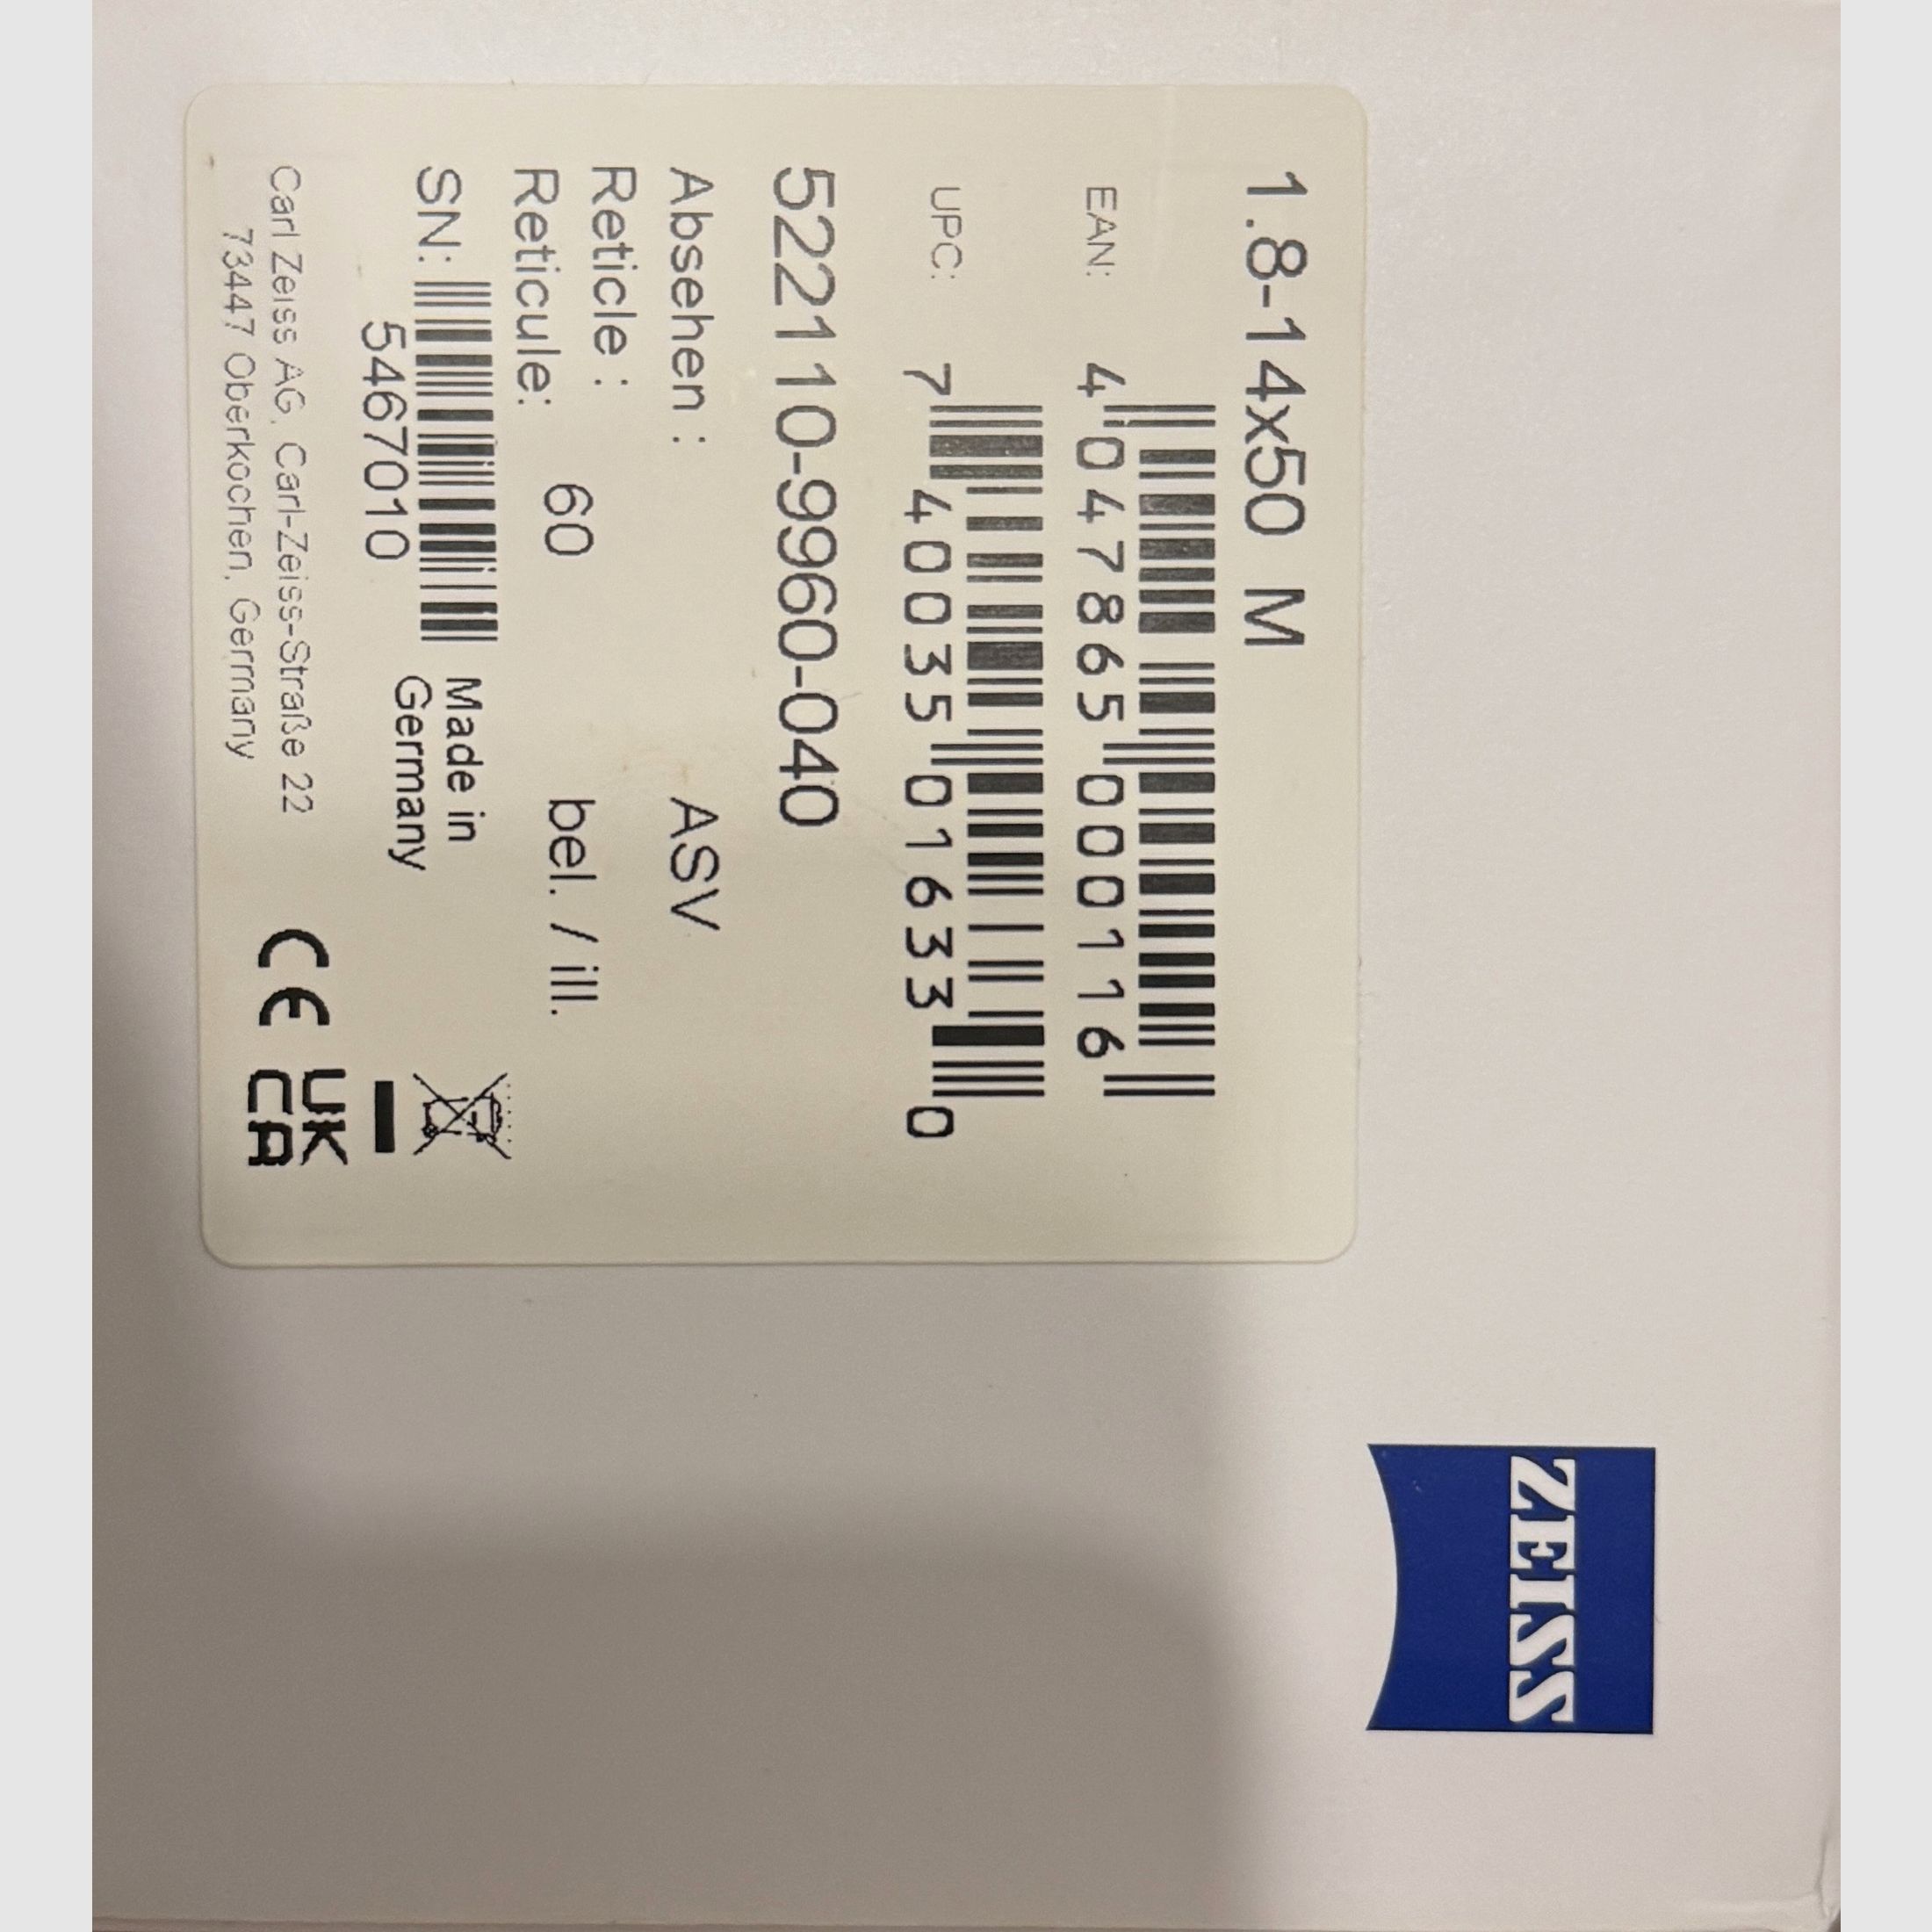 ZEISS
1.8-14x50 M
EAN: 4 047865 000116
UPC: 7 40035 01633 0
522110-9960-040
Absehen : ASV
Reticle : 60 bel. / ill.
Reticule:
SN: 5467010
Made in
Germany
Carl Zeiss AG, Carl-Zeiss-Straße 22
73447 Oberkochen, Germany
CE
UK
CA